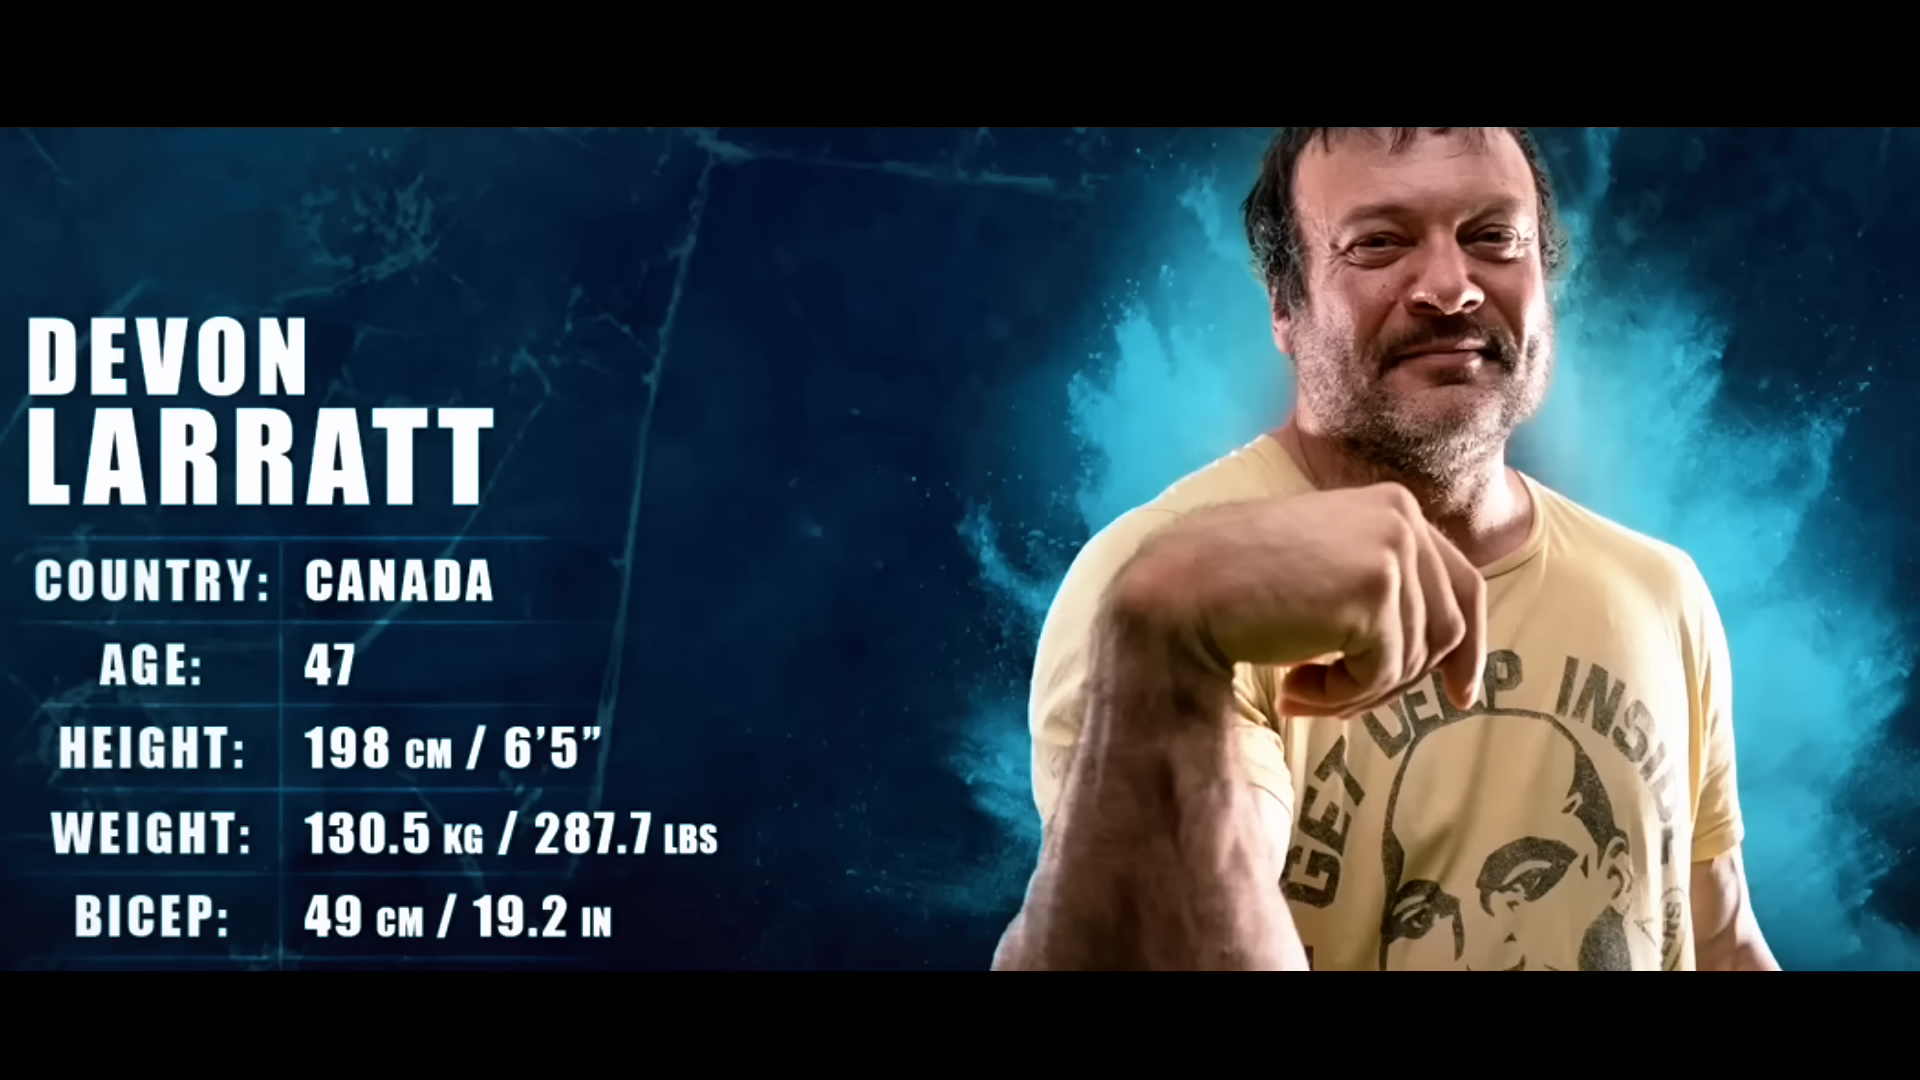 DEVON
LARRATT
COUNTRY: CANADA
AGE: 47
HEIGHT: 198 CM / 6’5”
WEIGHT: 130.5 KG / 287.7 LBS
BICEP: 49 CM / 19.2 IN
GET DEEP INSIDE